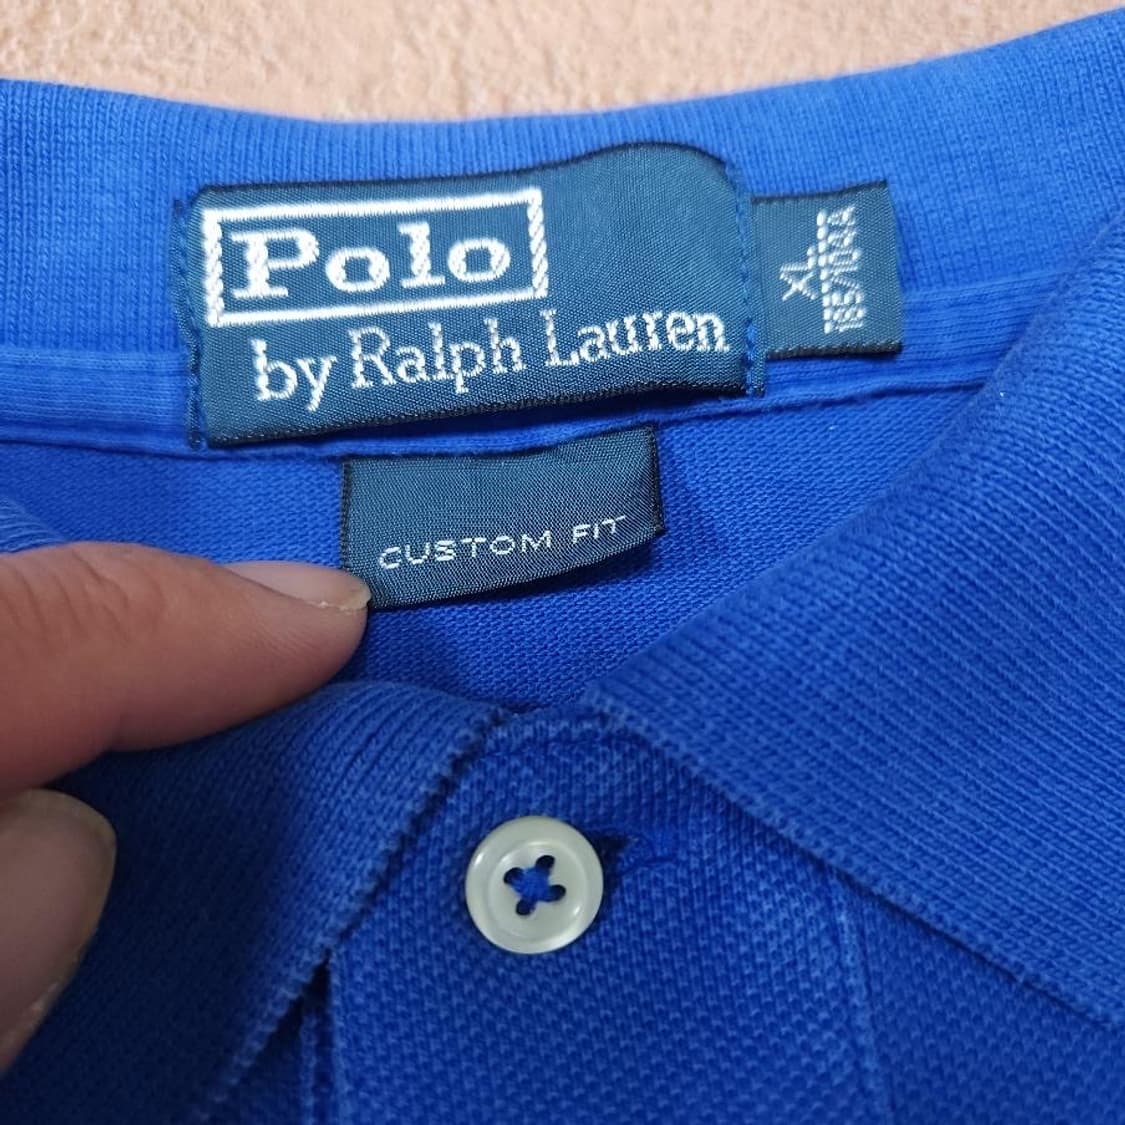 Polo
by Ralph Lauren
XL
185/104A
CUSTOM FIT